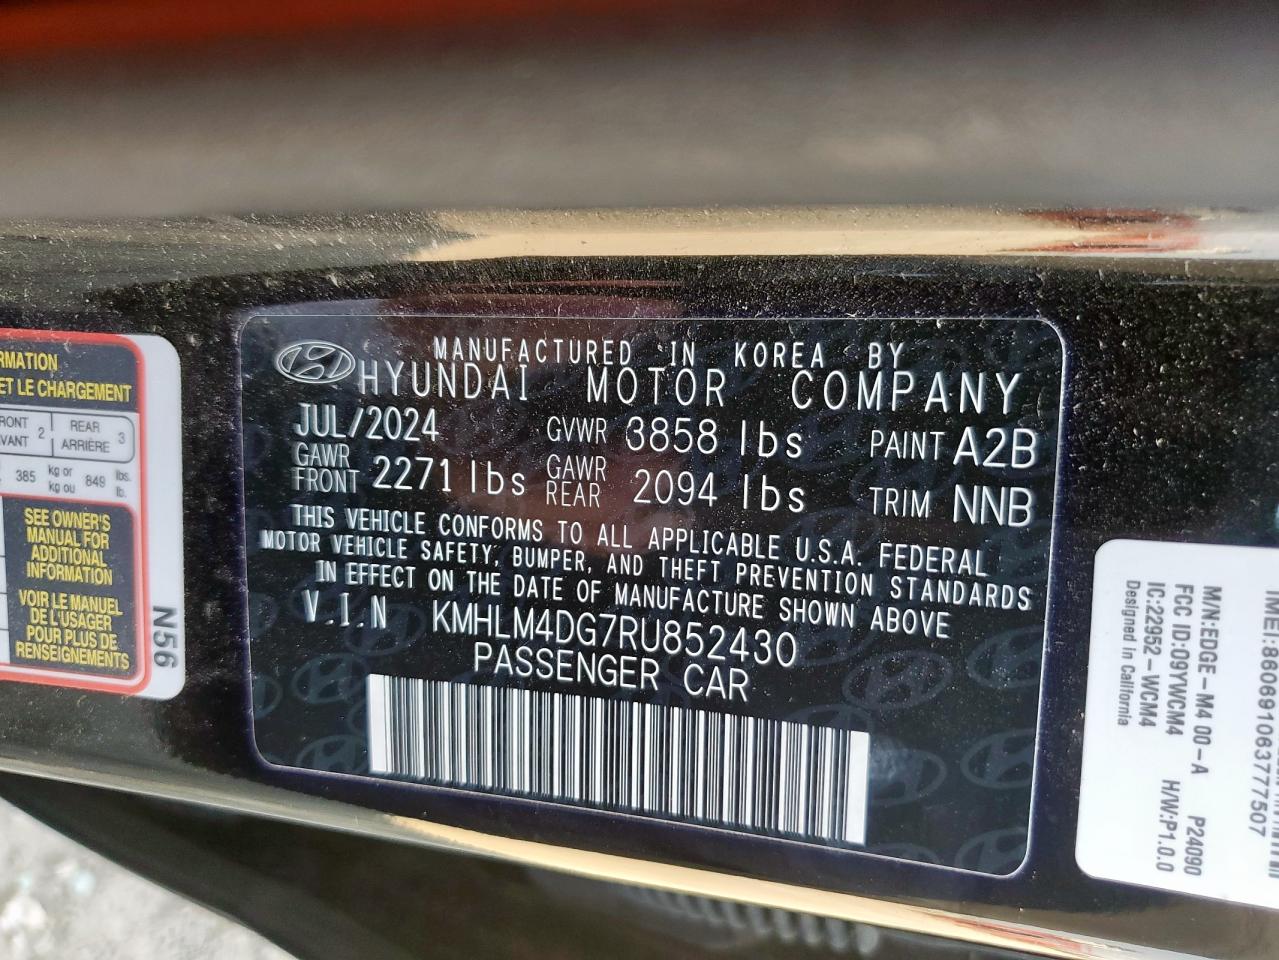 RMATION
ET LE CHARGEMENT
FRONT
AVANT 2
REAR
ARRIÈRE 3
385 kg or
kg ou 849 lbs.
lb.
SEE OWNER'S
MANUAL FOR
ADDITIONAL
INFORMATION
VOIR LE MANUEL
DE L'USAGER
POUR PLUS DE
RENSEIGNEMENTS
N56
MANUFACTURED IN KOREA BY
HYUNDAI MOTOR COMPANY
JUL/2024 GVWR 3858 lbs PAINT A2B
GAWR
FRONT 2271 lbs GAWR
REAR 2094 lbs TRIM NNB
THIS VEHICLE CONFORMS TO ALL APPLICABLE U.S.A. FEDERAL
MOTOR VEHICLE SAFETY, BUMPER, AND THEFT PREVENTION STANDARDS
IN EFFECT ON THE DATE OF MANUFACTURE SHOWN ABOVE
V.I.N KMHLM4DG7RU852430
PASSENGER CAR
IMEI:860691063777507
M/N:EDGE-M4 00-A P24090
FCC ID:09YWCM4 H/W:P1.0.0
IC:22952-WCM4
Designed in California